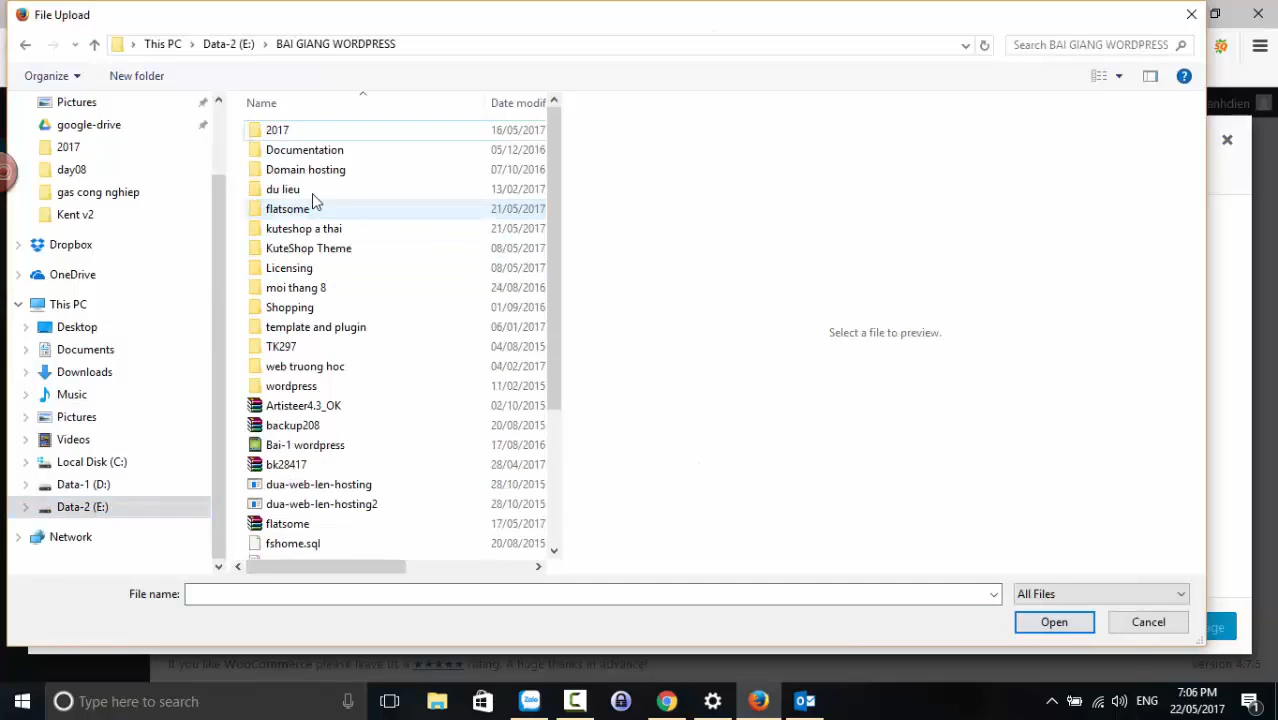 File Upload
This PC > Data-2 (E:) > BAI GIANG WORDPRESS
Search BAI GIANG WORDPRESS
Organize
New folder
Pictures
google-drive
2017
day08
gas cong nghiep
Kent v2
Dropbox
OneDrive
This PC
Desktop
Documents
Downloads
Music
Pictures
Videos
Local Disk (C:)
Data-1 (D:)
Data-2 (E:)
Network
Name Date modif
2017 16/05/2017
Documentation 05/12/2016
Domain hosting 07/10/2016
du lieu 13/02/2017
flatsome 21/05/2017
kuteshop a thai 21/05/2017
KuteShop Theme 08/05/2017
Licensing 08/05/2017
moi thang 8 24/08/2016
Shopping 01/09/2016
template and plugin 06/01/2017
TK297 04/08/2015
web truong hoc 04/02/2017
wordpress 11/02/2015
Artisteer4.3_OK 02/10/2015
backup208 20/08/2015
Bai-1 wordpress 17/08/2016
bk28417 28/04/2017
dua-web-len-hosting 28/10/2015
dua-web-len-hosting2 28/10/2015
flatsome 17/05/2017
fshome.sql 20/08/2015
Select a file to preview.
File name:
All Files
Open
Cancel
anhdien
ge
If you like WooCommerce please leave us a ★★★★★ rating. A huge thanks in advance!
Version 4.7.5
Type here to search
Zalo
ENG
7:06 PM
22/05/2017
1